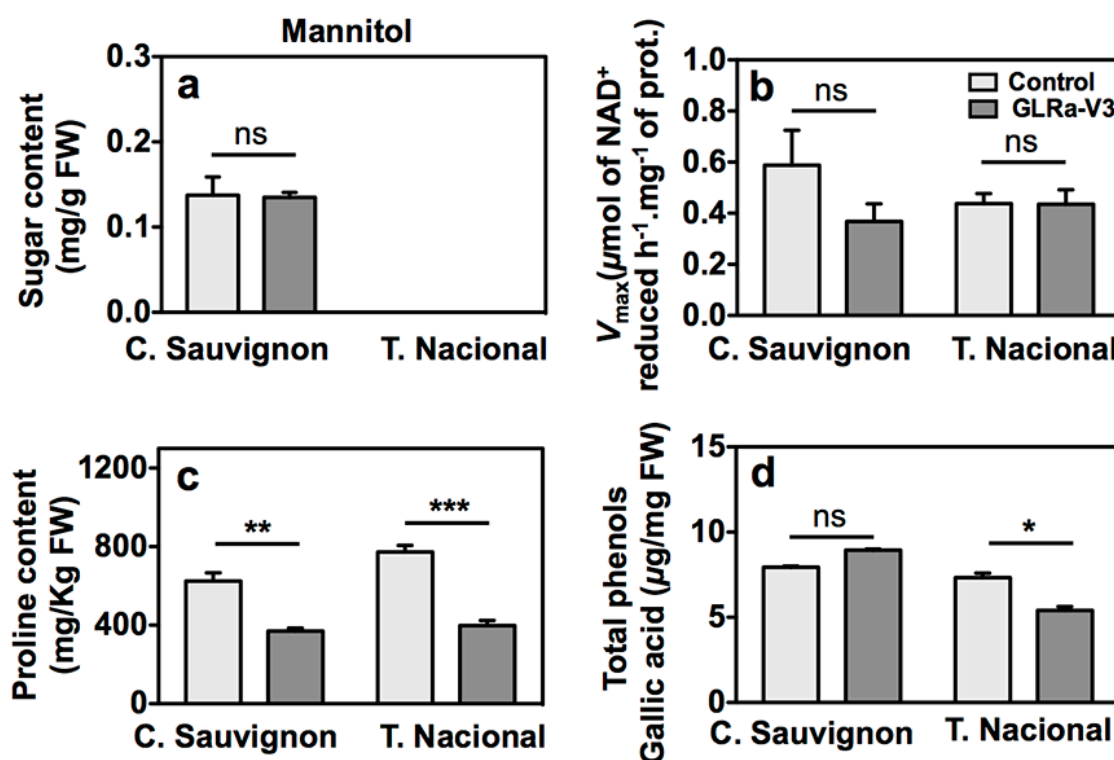 Mannitol
a
Sugar content
(mg/g FW)
0.3
0.2
0.1
0.0
ns
C. Sauvignon T. Nacional
b
Vmax(µmol of NAD⁺
reduced h⁻¹.mg⁻¹ of prot.)
1.0
0.8
0.6
0.4
0.2
0.0
Control
GLRa-V3
ns
ns
C. Sauvignon T. Nacional
c
Proline content
(mg/Kg FW)
1200
800
400
0
**
***
C. Sauvignon T. Nacional
d
Total phenols
Gallic acid (µg/mg FW)
15
10
5
0
ns
*
C. Sauvignon T. Nacional